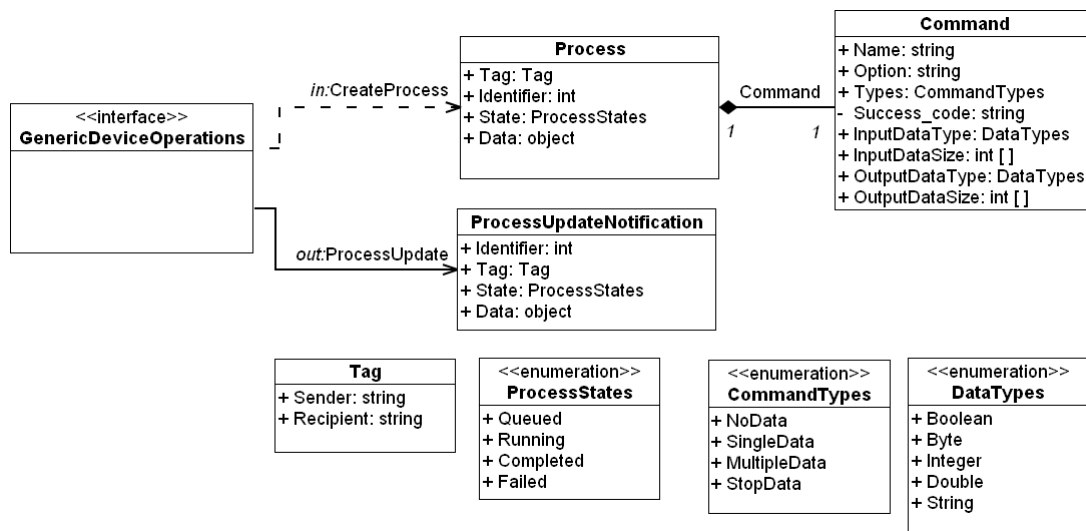 <<interface>>
GenericDeviceOperations
in:CreateProcess
out:ProcessUpdate
Process
+ Tag: Tag
+ Identifier: int
+ State: ProcessStates
+ Data: object
Command
1
1
Command
+ Name: string
+ Option: string
+ Types: CommandTypes
- Success_code: string
+ InputDataType: DataTypes
+ InputDataSize: int [ ]
+ OutputDataType: DataTypes
+ OutputDataSize: int [ ]
ProcessUpdateNotification
+ Identifier: int
+ Tag: Tag
+ State: ProcessStates
+ Data: object
Tag
+ Sender: string
+ Recipient: string
<<enumeration>>
ProcessStates
+ Queued
+ Running
+ Completed
+ Failed
<<enumeration>>
CommandTypes
+ NoData
+ SingleData
+ MultipleData
+ StopData
<<enumeration>>
DataTypes
+ Boolean
+ Byte
+ Integer
+ Double
+ String